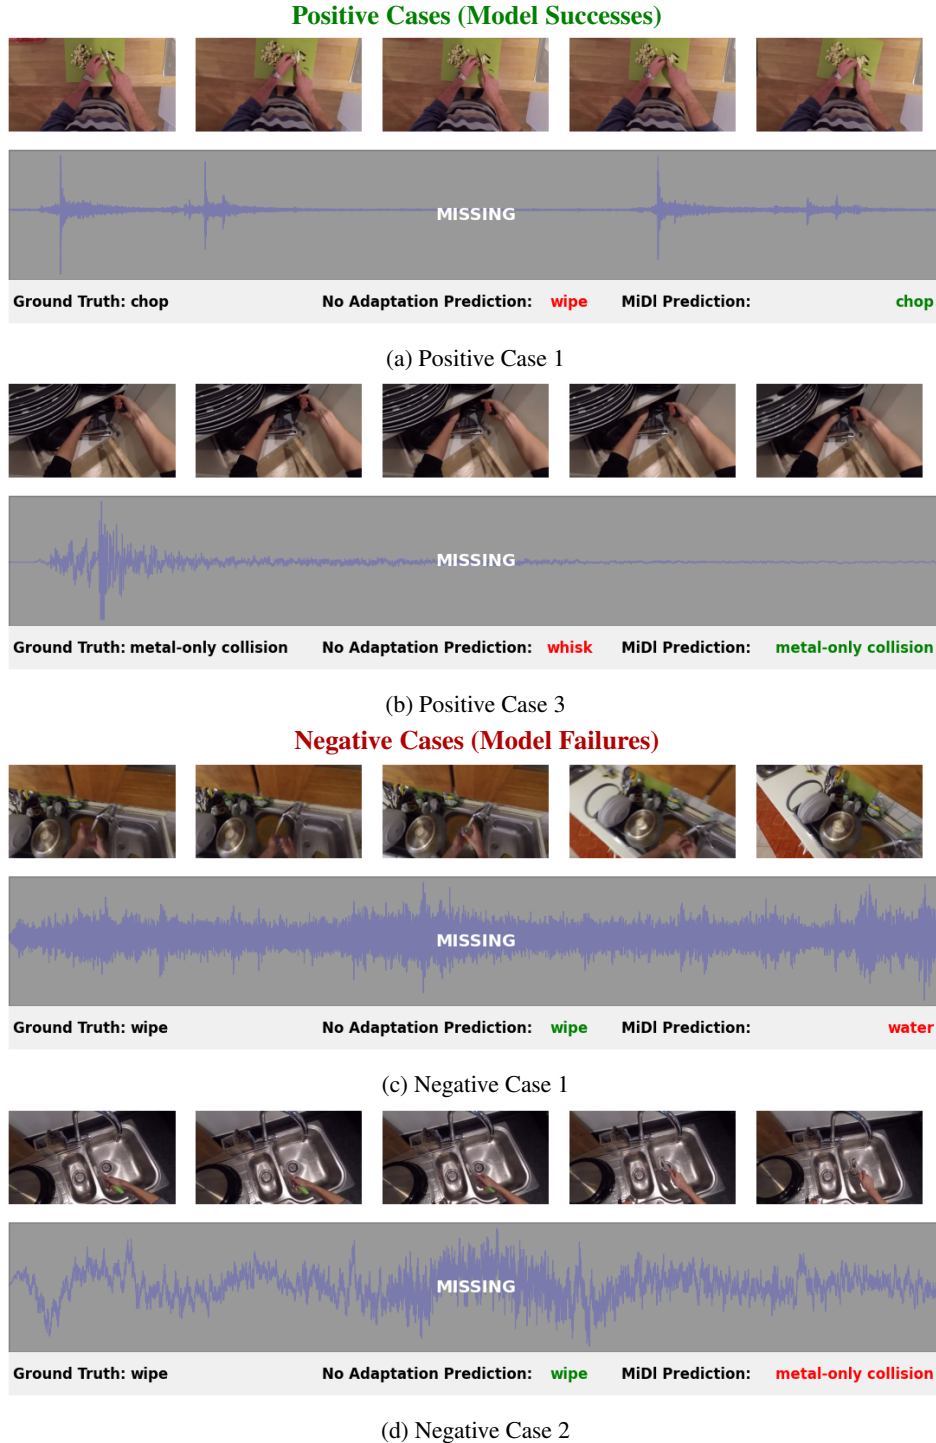 Positive Cases (Model Successes)
MISSING
Ground Truth: chop No Adaptation Prediction: wipe MiDl Prediction: chop
(a) Positive Case 1
MISSING
Ground Truth: metal-only collision No Adaptation Prediction: whisk MiDl Prediction: metal-only collision
(b) Positive Case 3
Negative Cases (Model Failures)
MISSING
Ground Truth: wipe No Adaptation Prediction: wipe MiDl Prediction: water
(c) Negative Case 1
MISSING
Ground Truth: wipe No Adaptation Prediction: wipe MiDl Prediction: metal-only collision
(d) Negative Case 2